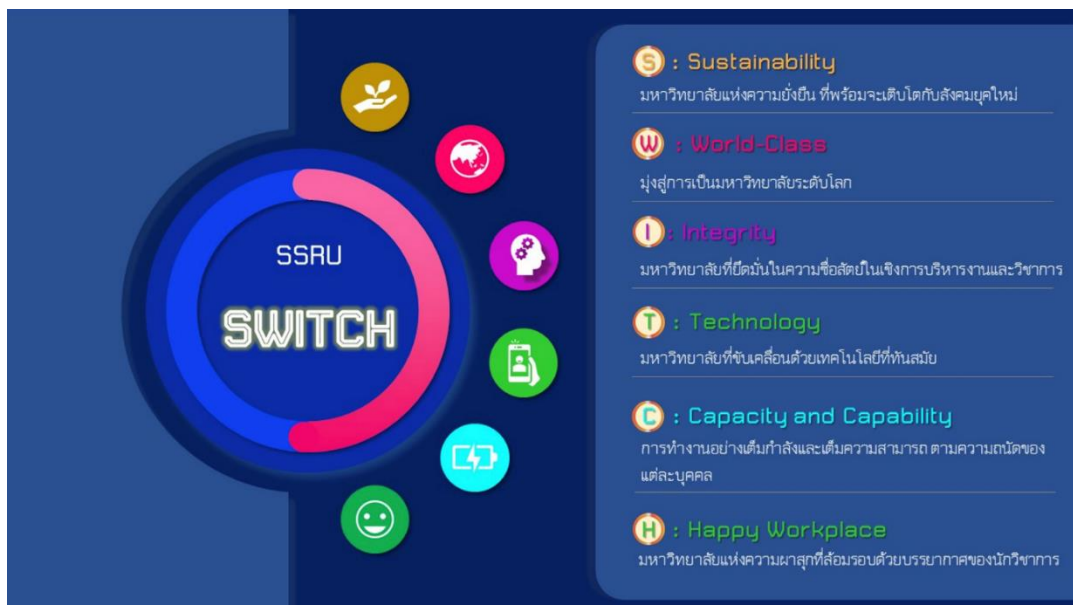 SSRU
SWITCH
S : Sustainability
มหาวิทยาลัยแห่งความยั่งยืน ที่พร้อมจะเติบโตกับสังคมยุคใหม่
W : World-Class
มุ่งสู่การเป็นมหาวิทยาลัยระดับโลก
I : Integrity
มหาวิทยาลัยที่ยึดมั่นในความซื่อสัตย์ในเชิงการบริหารงานและวิชาการ
T : Technology
มหาวิทยาลัยที่ขับเคลื่อนด้วยเทคโนโลยีที่ทันสมัย
C : Capacity and Capability
การทำงานอย่างเต็มกำลังและเต็มความสามารถ ตามความถนัดของ
แต่ละบุคคล
H : Happy Workplace
มหาวิทยาลัยแห่งความผาสุกที่ล้อมรอบด้วยบรรยากาศของนักวิชาการ